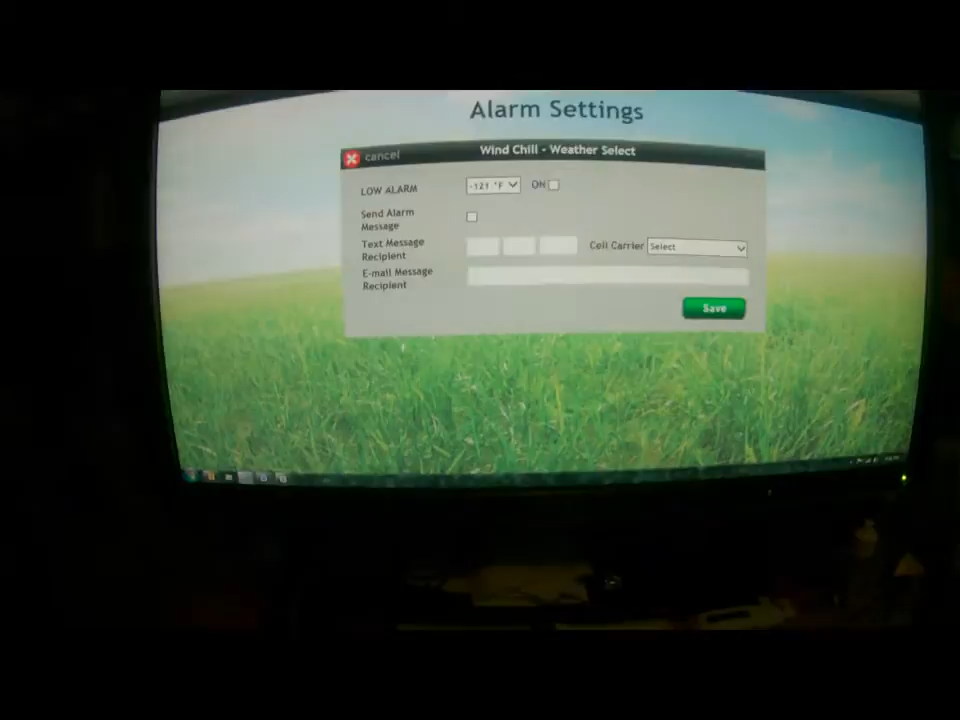 Alarm Settings
cancel
Wind Chill - Weather Select
LOW ALARM
-121 °F
ON
Send Alarm
Message
Text Message
Recipient
Cell Carrier
Select
E-mail Message
Recipient
Save